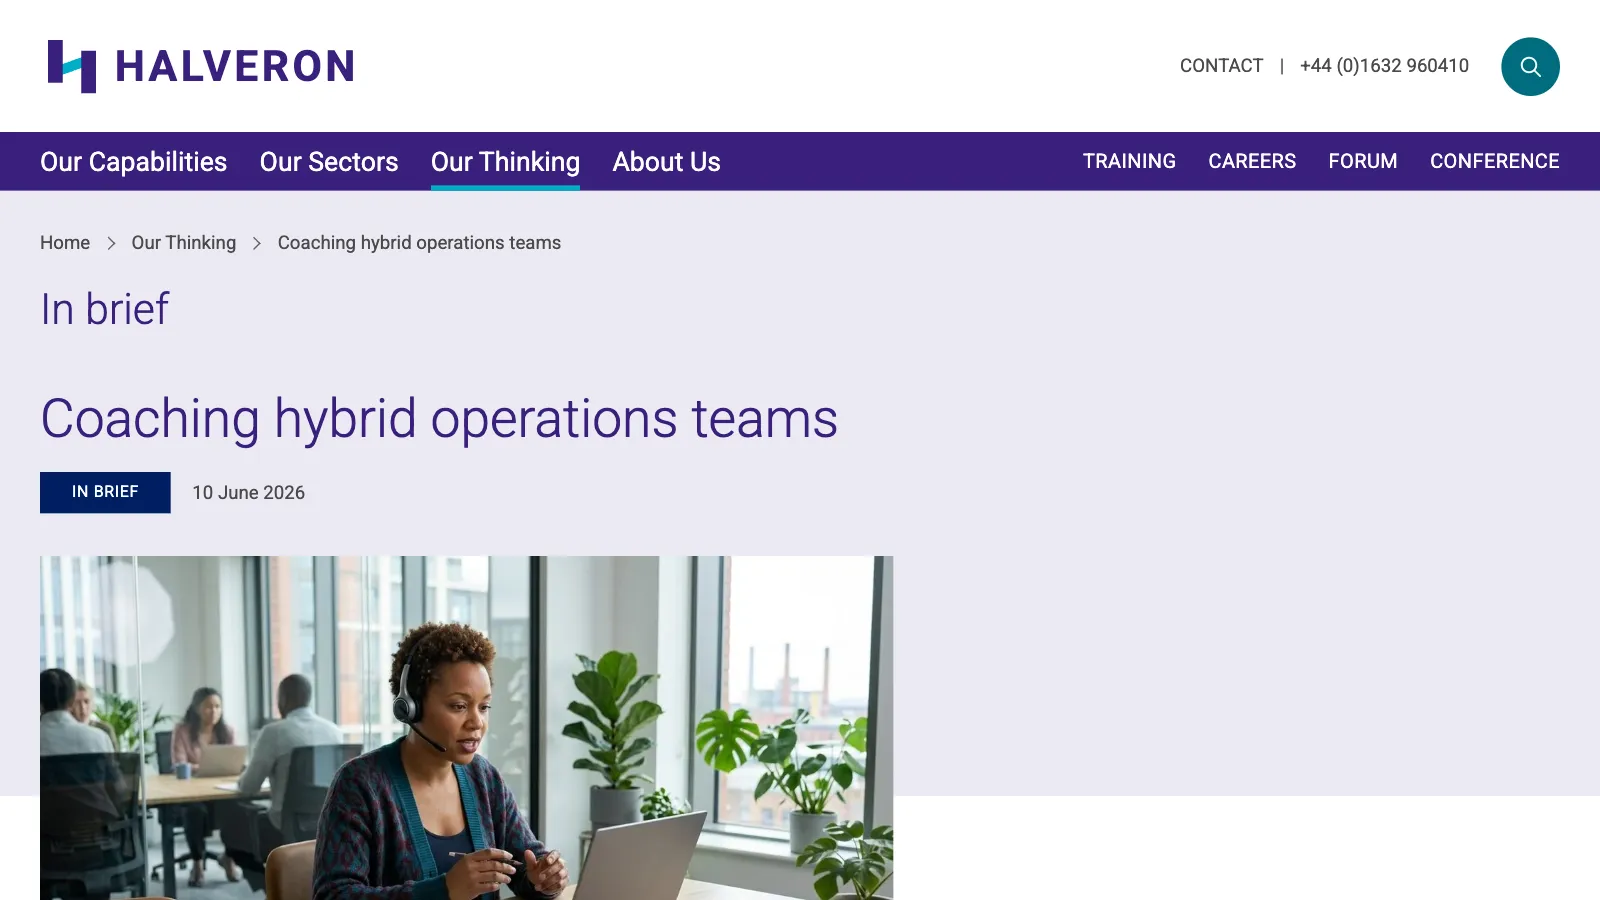 HALVERON
CONTACT | +44 (0)1632 960410
Our Capabilities Our Sectors Our Thinking About Us TRAINING CAREERS FORUM CONFERENCE
Home > Our Thinking > Coaching hybrid operations teams
In brief
Coaching hybrid operations teams
IN BRIEF 10 June 2026